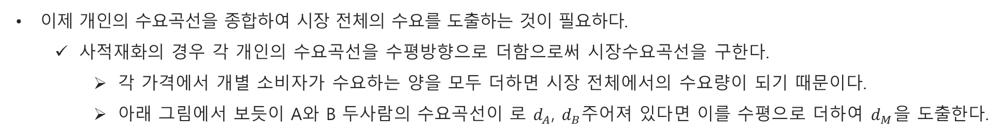 • 이제 개인의 수요곡선을 종합하여 시장 전체의 수요를 도출하는 것이 필요하다.
✓ 사적재화의 경우 각 개인의 수요곡선을 수평방향으로 더함으로써 시장수요곡선을 구한다.
➢ 각 가격에서 개별 소비자가 수요하는 양을 모두 더하면 시장 전체에서의 수요량이 되기 때문이다.
➢ 아래 그림에서 보듯이 A와 B 두사람의 수요곡선이 로 d_A, d_B주어져 있다면 이를 수평으로 더하여 d_M을 도출한다.